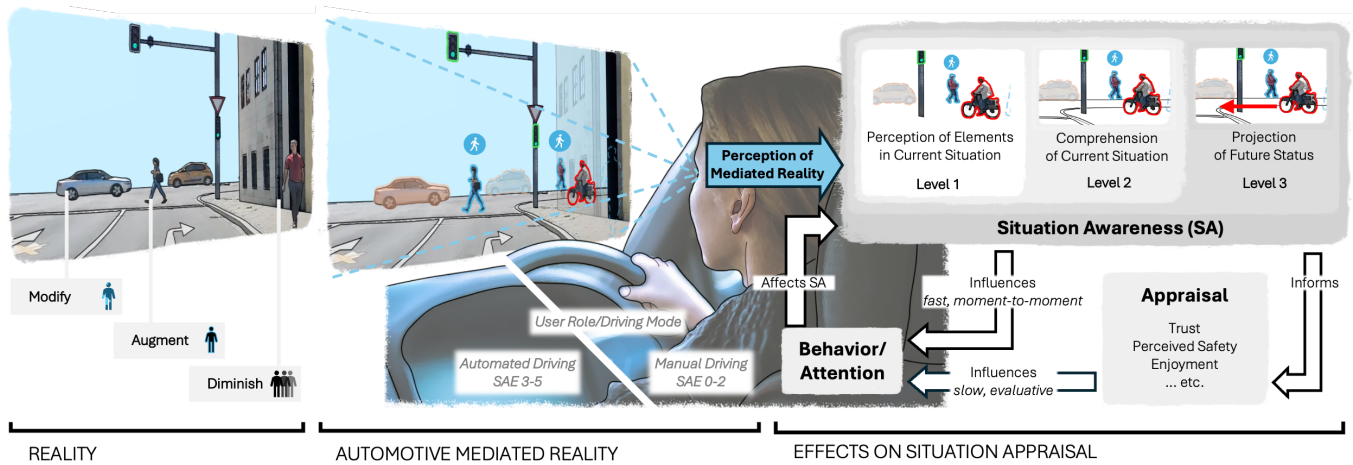 Modify
Augment
Diminish
REALITY
User Role/Driving Mode
Automated Driving
SAE 3-5
Manual Driving
SAE 0-2
AUTOMOTIVE MEDIATED REALITY
Perception of
Mediated Reality
Perception of Elements
in Current Situation
Level 1
Comprehension
of Current Situation
Level 2
Projection
of Future Status
Level 3
Situation Awareness (SA)
Affects SA
Influences
fast, moment-to-moment
Informs
Behavior/
Attention
Influences
slow, evaluative
Appraisal
Trust
Perceived Safety
Enjoyment
... etc.
EFFECTS ON SITUATION APPRAISAL